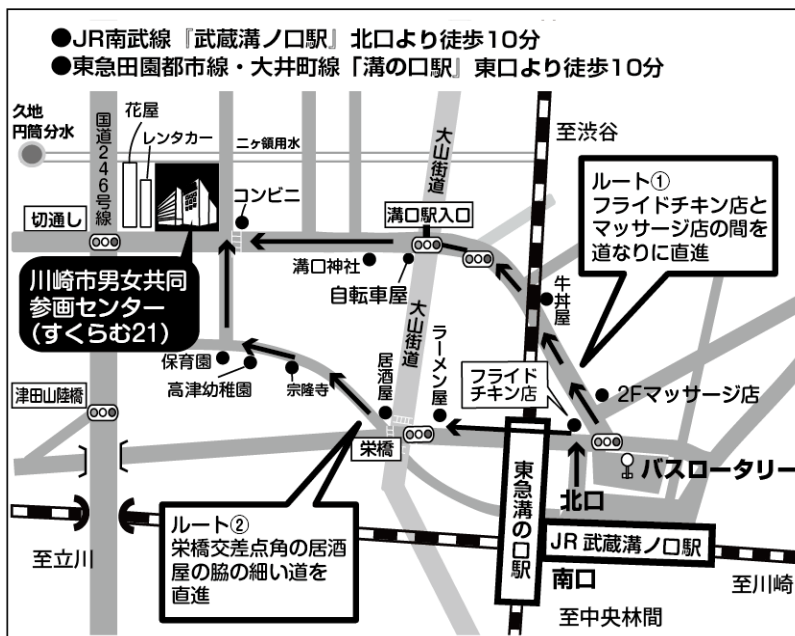 ●JR南武線『武蔵溝ノ口駅』北口より徒歩10分
●東急田園都市線・大井町線「溝の口駅」東口より徒歩10分
久地
円筒分水
国道246号線
花屋
レンタカー
二ヶ領用水
大山街道
至渋谷
コンビニ
切通し
溝口駅入口
ルート①
フライドチキン店と
マッサージ店の間を
道なりに直進
川崎市男女共同
参画センター
(すくらむ21)
溝口神社
自転車屋
牛丼屋
大山街道
保育園
高津幼稚園
宗隆寺
居酒屋
ラーメン屋
フライド
チキン店
2Fマッサージ店
津田山陸橋
栄橋
バスロータリー
北口
東急溝の口駅
ルート②
栄橋交差点角の居酒
屋の脇の細い道を
直進
JR武蔵溝ノ口駅
南口
至立川
至川崎
至中央林間